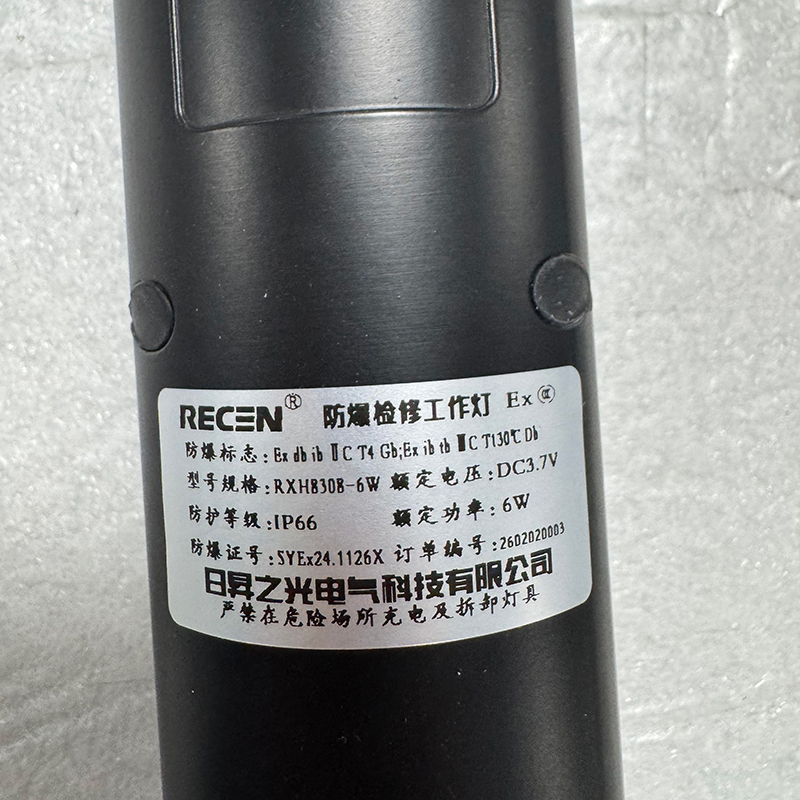 RECEN® 防爆检修工作灯 Ex
防爆标志: Ex db ib ⅡC T4 Gb;Ex ib tb ⅢC T130℃ Db
型号规格: RXH8308-6W 额定电压: DC3.7V
防护等级: IP66 额定功率: 6W
防爆证号: SYEx24.1126X 订单编号: 2602020003
日昇之光电气科技有限公司
严禁在危险场所充电及拆卸灯具